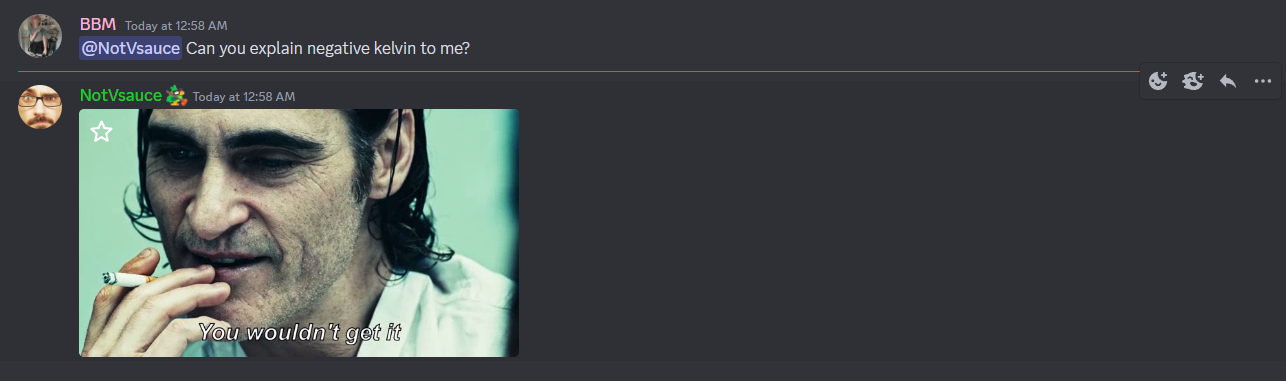 BBM Today at 12:58 AM
@NotVsauce Can you explain negative kelvin to me?
NotVsauce Today at 12:58 AM
You wouldn't get it